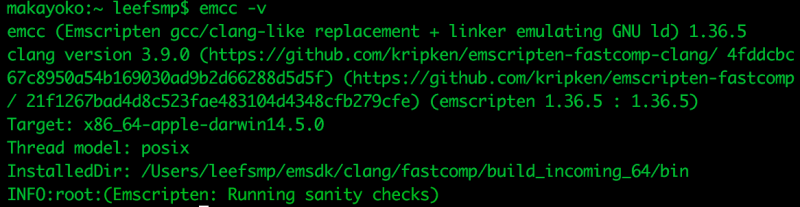 makayoko:~ leefsmp$ emcc -v
emcc (Emscripten gcc/clang-like replacement + linker emulating GNU ld) 1.36.5
clang version 3.9.0 (https://github.com/kripken/emscripten-fastcomp-clang/ 4fddcbc
67c8950a54b169030ad9b2d66288d5d5f) (https://github.com/kripken/emscripten-fastcomp
/ 21f1267bad4d8c523fae483104d4348cfb279cfe) (emscripten 1.36.5 : 1.36.5)
Target: x86_64-apple-darwin14.5.0
Thread model: posix
InstalledDir: /Users/leefsmp/emsdk/clang/fastcomp/build_incoming_64/bin
INFO:root:(Emscripten: Running sanity checks)